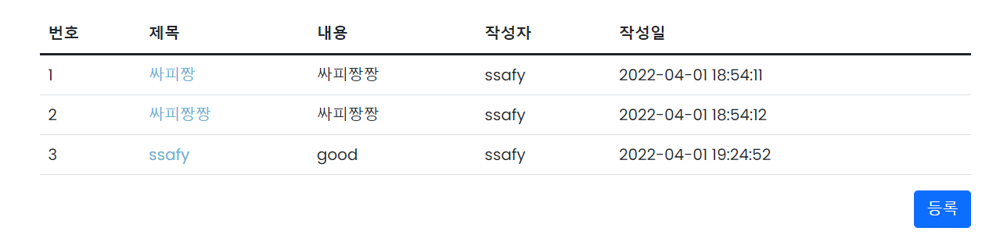 번호 제목 내용 작성자 작성일
1 싸피짱 싸피짱짱 ssafy 2022-04-01 18:54:11
2 싸피짱짱 싸피짱짱 ssafy 2022-04-01 18:54:12
3 ssafy good ssafy 2022-04-01 19:24:52
등록